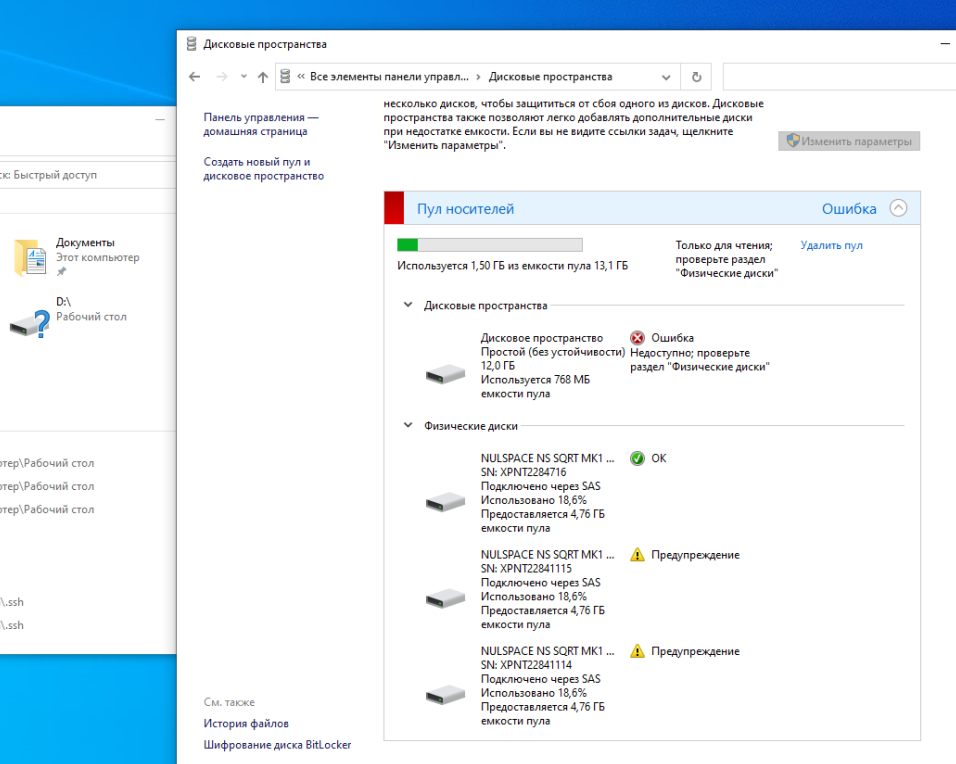 Дисковые пространства
« Все элементы панели управл... › Дисковые пространства
Панель управления —
домашняя страница
Создать новый пул и
дисковое пространство
несколько дисков, чтобы защититься от сбоя одного из дисков. Дисковые
пространства также позволяют легко добавлять дополнительные диски
при недостатке емкости. Если вы не видите ссылки задач, щелкните
"Изменить параметры".
Изменить параметры
Пул носителей
Ошибка
Используется 1,50 ГБ из емкости пула 13,1 ГБ
Только для чтения;
проверьте раздел
"Физические диски"
Удалить пул
Дисковые пространства
Дисковое пространство
Простой (без устойчивости)
12,0 ГБ
Используется 768 МБ
емкости пула
Ошибка
Недоступно; проверьте
раздел "Физические диски"
Физические диски
NULSPACE NS SQRT MK1 ...
SN: XPNT2284716
Подключено через SAS
Использовано 18,6%
Предоставляется 4,76 ГБ
емкости пула
OK
NULSPACE NS SQRT MK1 ...
SN: XPNT22841115
Подключено через SAS
Использовано 18,6%
Предоставляется 4,76 ГБ
емкости пула
Предупреждение
NULSPACE NS SQRT MK1 ...
SN: XPNT22841114
Подключено через SAS
Использовано 18,6%
Предоставляется 4,76 ГБ
емкости пула
Предупреждение
См. также
История файлов
Шифрование диска BitLocker
ск: Быстрый доступ
Документы
Этот компьютер
D:\
Рабочий стол
отер\Рабочий стол
отер\Рабочий стол
отер\Рабочий стол
\.ssh
\.ssh